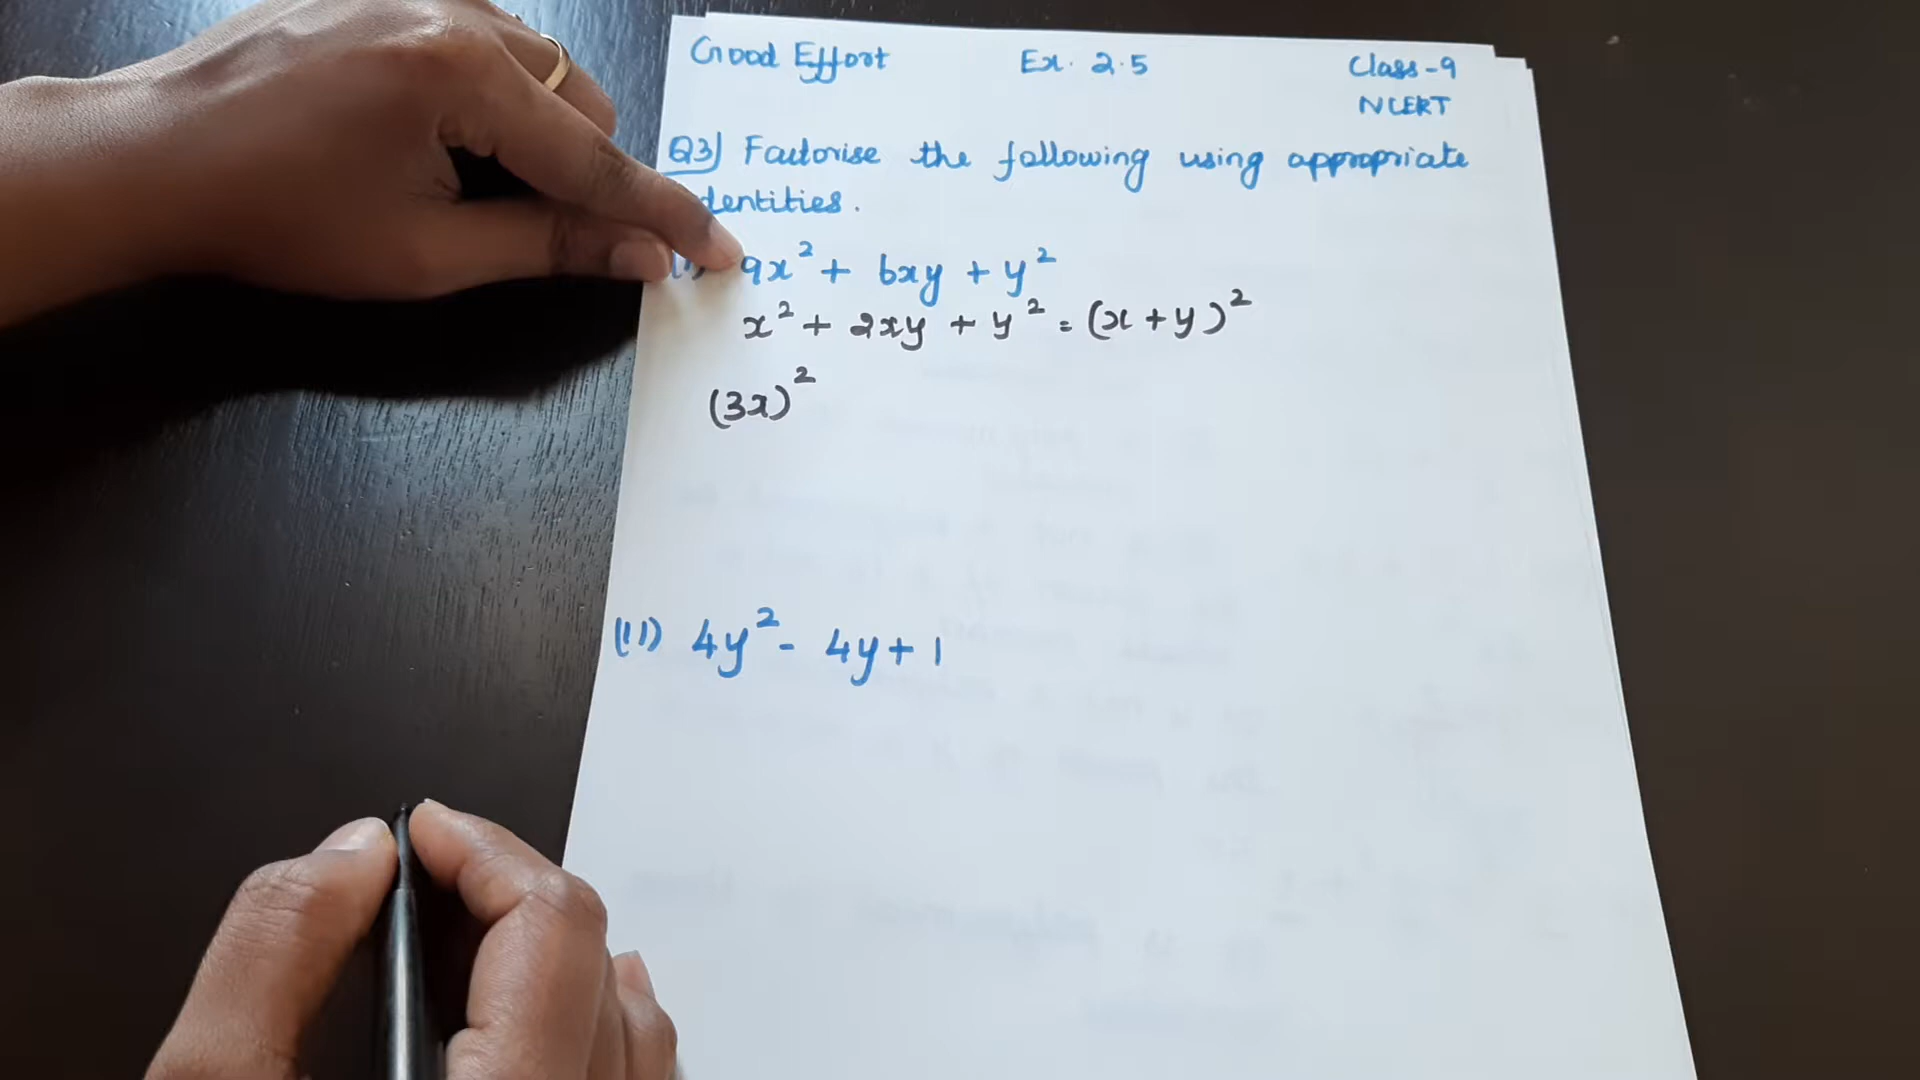 Good Effort Ex. 2.5 Class-9
NCERT
Q3) Factorise the following using appropriate
dentities.
(i) 9x² + 6xy + y²
x² + 2xy + y² = (x + y)²
(3x)²
(ii) 4y² - 4y + 1